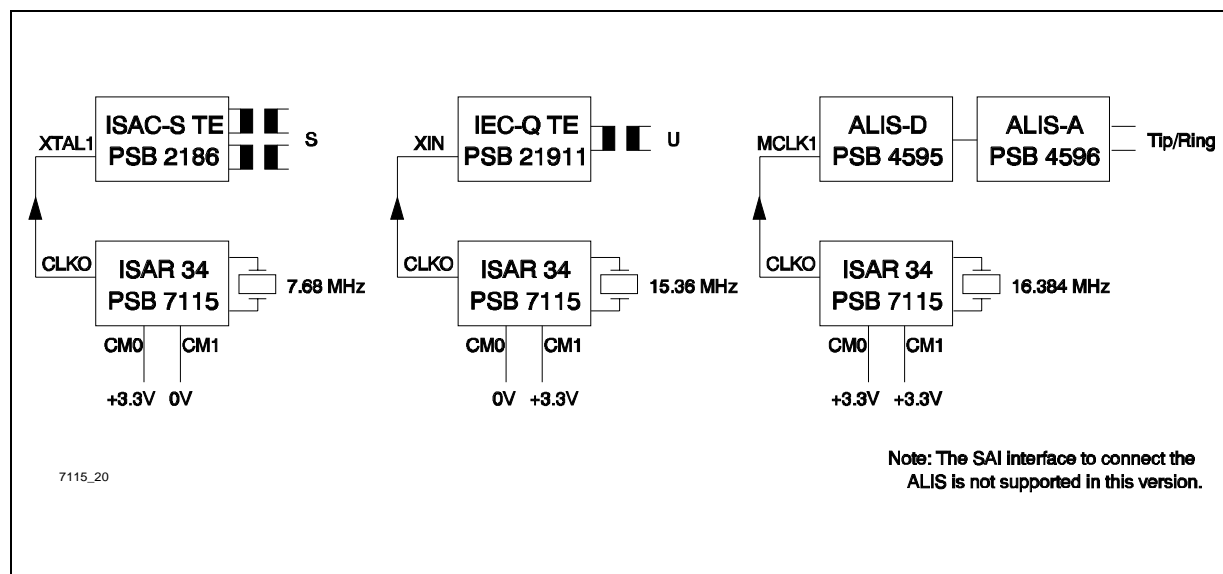 ISAC-S TE
PSB 2186
XTAL1
S
CLKO
ISAR 34
PSB 7115
7.68 MHz
CM0 CM1
+3.3V 0V
IEC-Q TE
PSB 21911
XIN
U
CLKO
ISAR 34
PSB 7115
15.36 MHz
CM0 CM1
0V +3.3V
ALIS-D
PSB 4595
ALIS-A
PSB 4596
MCLK1
Tip/Ring
CLKO
ISAR 34
PSB 7115
16.384 MHz
CM0 CM1
+3.3V +3.3V
7115_20
Note: The SAI interface to connect the
ALIS is not supported in this version.